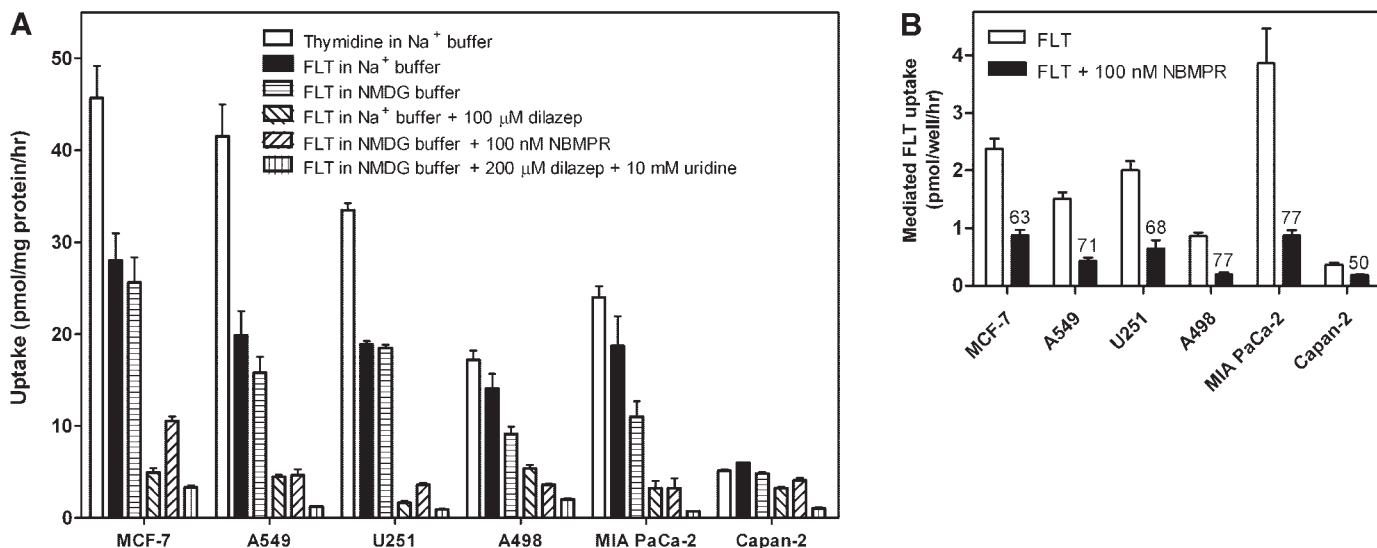 A
Uptake (pmol/mg protein/hr)
50
40
30
20
10
0
Thymidine in Na+ buffer
FLT in Na+ buffer
FLT in NMDG buffer
FLT in Na+ buffer + 100 μM dilazep
FLT in NMDG buffer + 100 nM NBMPR
FLT in NMDG buffer + 200 μM dilazep + 10 mM uridine
MCF-7 A549 U251 A498 MIA PaCa-2 Capan-2
B
Mediated FLT uptake
(pmol/well/hr)
4
3
2
1
0
FLT
FLT + 100 nM NBMPR
63 71 68 77 77 50
MCF-7 A549 U251 A498 MIA PaCa-2 Capan-2